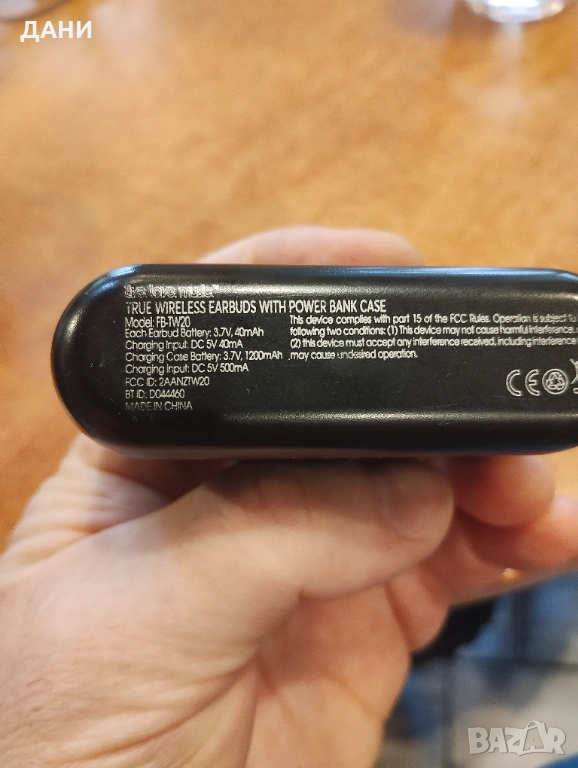 ДАНИ
TRUE WIRELESS EARBUDS WITH POWER BANK CASE
Model: FB-TW20
Each Earbud Battery: 3.7V, 40mAh
Charging Input: DC 5V 40mA
Charging Case Battery: 3.7V, 1200mAh
Charging Input: DC 5V 500mA
FCC ID: 2AANZTW20
BT ID: D044460
MADE IN CHINA
This device complies with part 15 of the FCC Rules. Operation is subject to
following two conditions: (1) This device may not cause harmful interference,
(2) this device must accept any interference received, including interference
may cause undesired operation.
CE
BAZAR